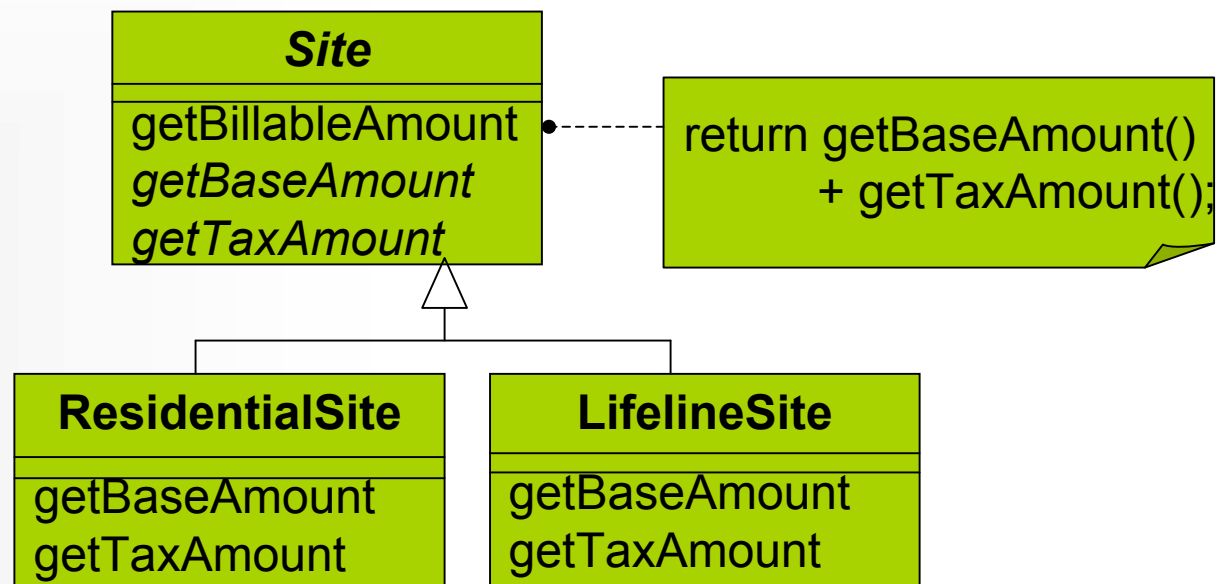 Site
getBillableAmount
getBaseAmount
getTaxAmount
return getBaseAmount()
+ getTaxAmount();
ResidentialSite
getBaseAmount
getTaxAmount
LifelineSite
getBaseAmount
getTaxAmount